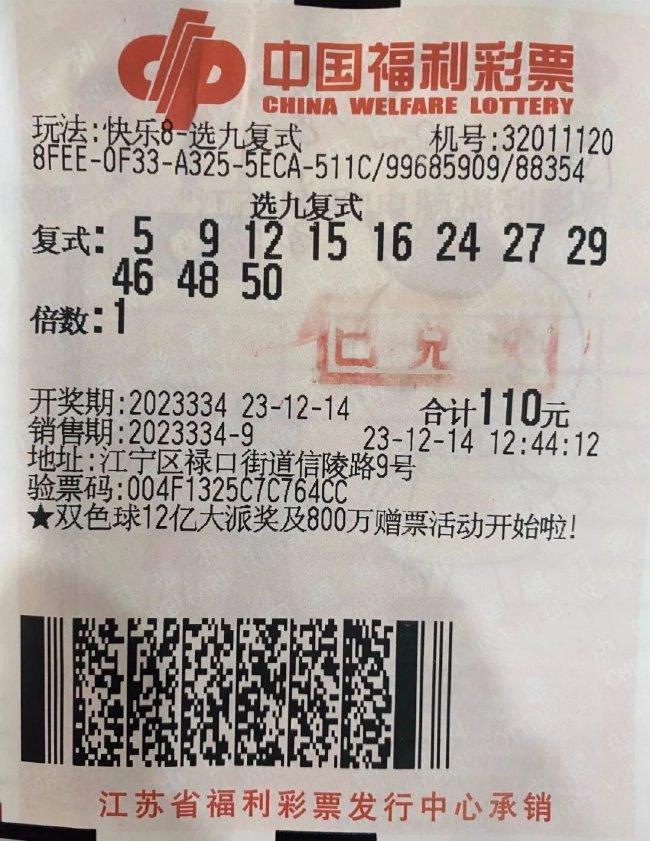 中国福利彩票
CHINA WELFARE LOTTERY
玩法:快乐8-选九复式 机号:32011120
8FEE-0F33-A325-5ECA-511C/99685909/88354
选九复式
复式: 5 9 12 15 16 24 27 29
46 48 50
倍数:1
已兑
开奖期:2023334 23-12-14 合计110元
销售期:2023334-9 23-12-14 12:44:12
地址:江宁区禄口街道信陵路9号
验票码:004F1325C7C764CC
★双色球12亿大派奖及800万赠票活动开始啦!
江苏省福利彩票发行中心承销